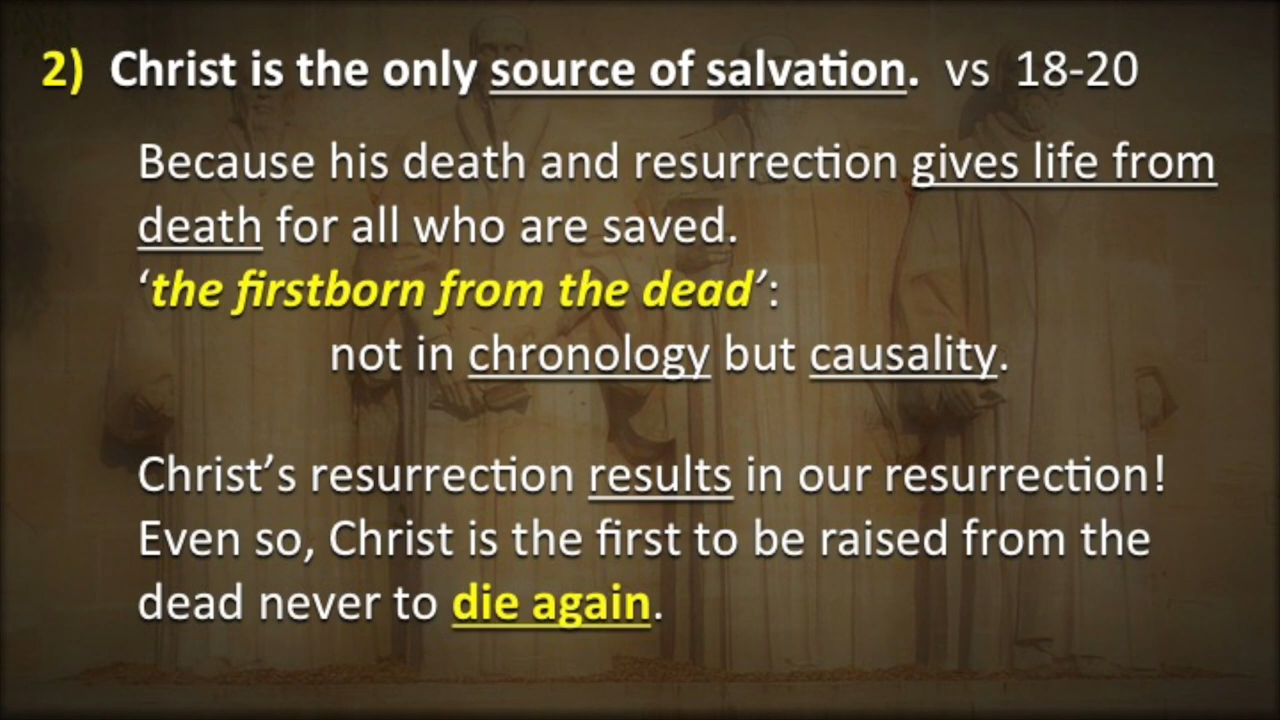 2) Christ is the only source of salvation. vs 18-20
Because his death and resurrection gives life from
death for all who are saved.
‘the firstborn from the dead’:
not in chronology but causality.
Christ’s resurrection results in our resurrection!
Even so, Christ is the first to be raised from the
dead never to die again.